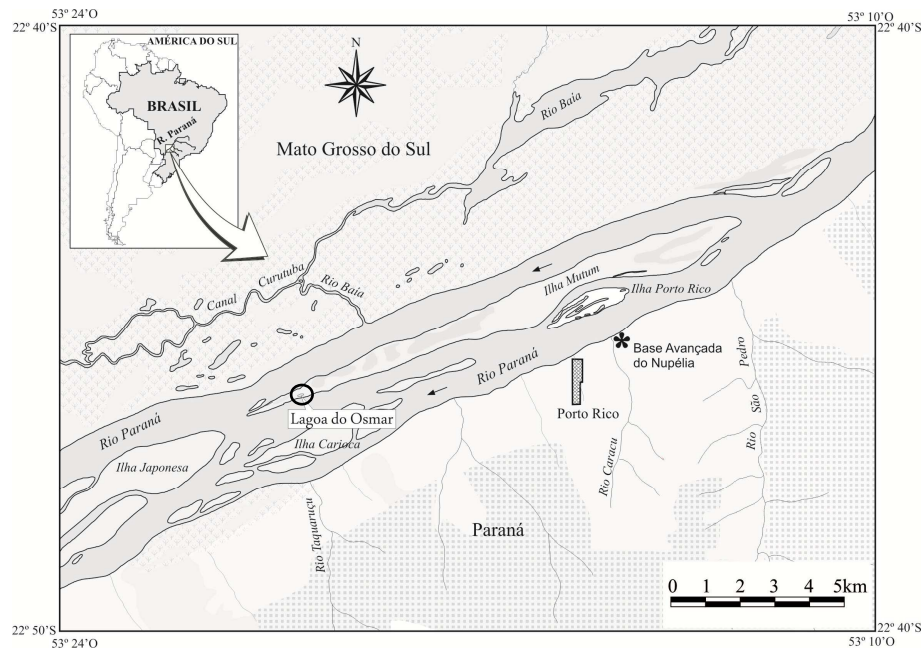 53° 24'O
53° 10'O
22° 40'S
22° 40'S
AMÉRICA DO SUL
BRASIL
R. Paraná
N
Mato Grosso do Sul
Rio Baía
Canal Curutuba
Rio Baía
Ilha Mutum
Ilha Porto Rico
Rio Paraná
Base Avançada
do Nupélia
Porto Rico
Rio São Pedro
Rio Caracu
Lagoa do Osmar
Rio Paraná
Ilha Carioca
Ilha Japonesa
Rio Taquaruçu
Paraná
0 1 2 3 4 5km
22° 50'S
22° 40'S
53° 24'O
53° 10'O